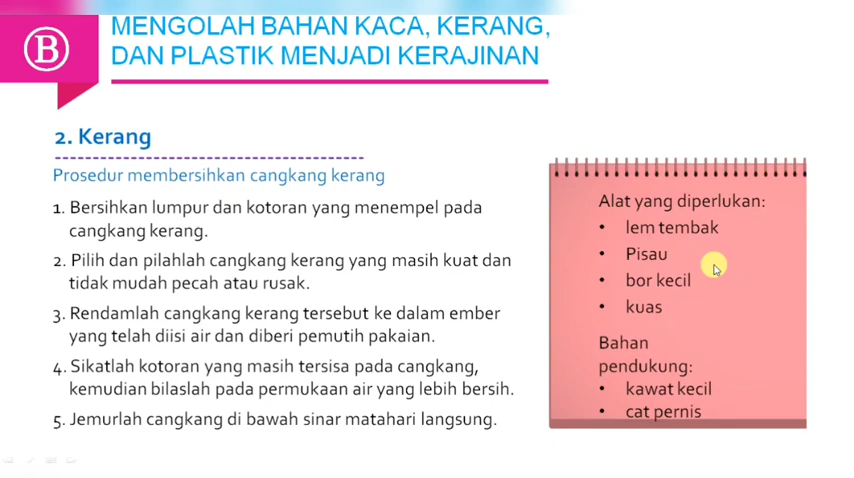 B
MENGOLAH BAHAN KACA, KERANG,
DAN PLASTIK MENJADI KERAJINAN
2. Kerang
Prosedur membersihkan cangkang kerang
1. Bersihkan lumpur dan kotoran yang menempel pada
cangkang kerang.
2. Pilih dan pilahlah cangkang kerang yang masih kuat dan
tidak mudah pecah atau rusak.
3. Rendamlah cangkang kerang tersebut ke dalam ember
yang telah diisi air dan diberi pemutih pakaian.
4. Sikatlah kotoran yang masih tersisa pada cangkang,
kemudian bilaslah pada permukaan air yang lebih bersih.
5. Jemurlah cangkang di bawah sinar matahari langsung.
Alat yang diperlukan:
• lem tembak
• Pisau
• bor kecil
• kuas
Bahan
pendukung:
• kawat kecil
• cat pernis